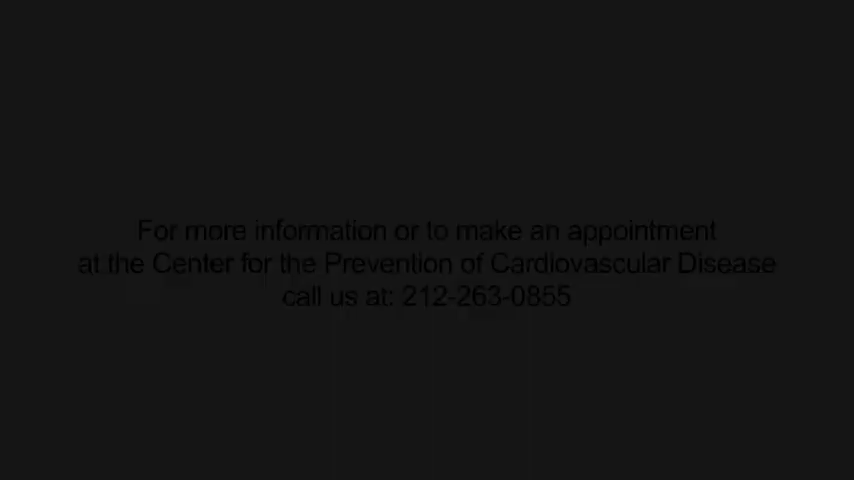 For more information or to make an appointment
at the Center for the Prevention of Cardiovascular Disease
call us at: 212-263-0855